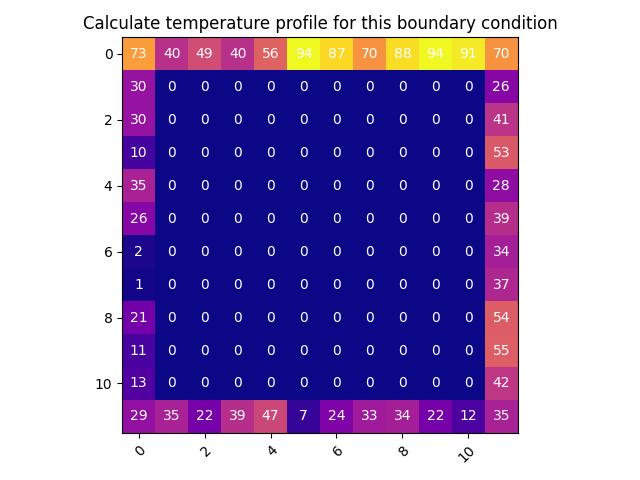 Calculate temperature profile for this boundary condition
0 73 40 49 40 56 94 87 70 88 94 91 70
30 0 0 0 0 0 0 0 0 0 0 26
2 30 0 0 0 0 0 0 0 0 0 0 41
10 0 0 0 0 0 0 0 0 0 0 53
4 35 0 0 0 0 0 0 0 0 0 0 28
26 0 0 0 0 0 0 0 0 0 0 39
6 2 0 0 0 0 0 0 0 0 0 0 34
1 0 0 0 0 0 0 0 0 0 0 37
8 21 0 0 0 0 0 0 0 0 0 0 54
11 0 0 0 0 0 0 0 0 0 0 55
10 13 0 0 0 0 0 0 0 0 0 0 42
29 35 22 39 47 7 24 33 34 22 12 35
0 2 4 6 8 10